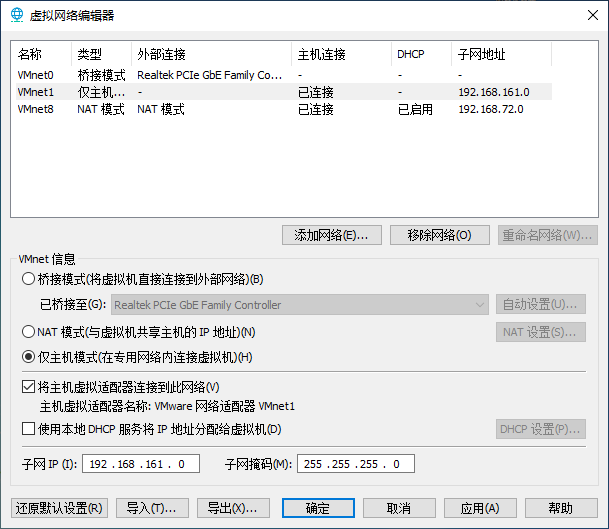 虚拟网络编辑器
名称 类型 外部连接 主机连接 DHCP 子网地址
VMnet0 桥接模式 Realtek PCIe GbE Family Co... - - -
VMnet1 仅主机... - 已连接 - 192.168.161.0
VMnet8 NAT 模式 NAT 模式 已连接 已启用 192.168.72.0
添加网络(E)... 移除网络(O) 重命名网络(W)...
VMnet 信息
桥接模式(将虚拟机直接连接到外部网络)(B)
已桥接至(G): Realtek PCIe GbE Family Controller 自动设置(U)...
NAT 模式(与虚拟机共享主机的 IP 地址)(N) NAT 设置(S)...
仅主机模式(在专用网络内连接虚拟机)(H)
将主机虚拟适配器连接到此网络(V)
主机虚拟适配器名称: VMware 网络适配器 VMnet1
使用本地 DHCP 服务将 IP 地址分配给虚拟机(D) DHCP 设置(P)...
子网 IP (I): 192 . 168 . 161 . 0 子网掩码(M): 255 . 255 . 255 . 0
还原默认设置(R) 导入(T)... 导出(X)... 确定 取消 应用(A) 帮助